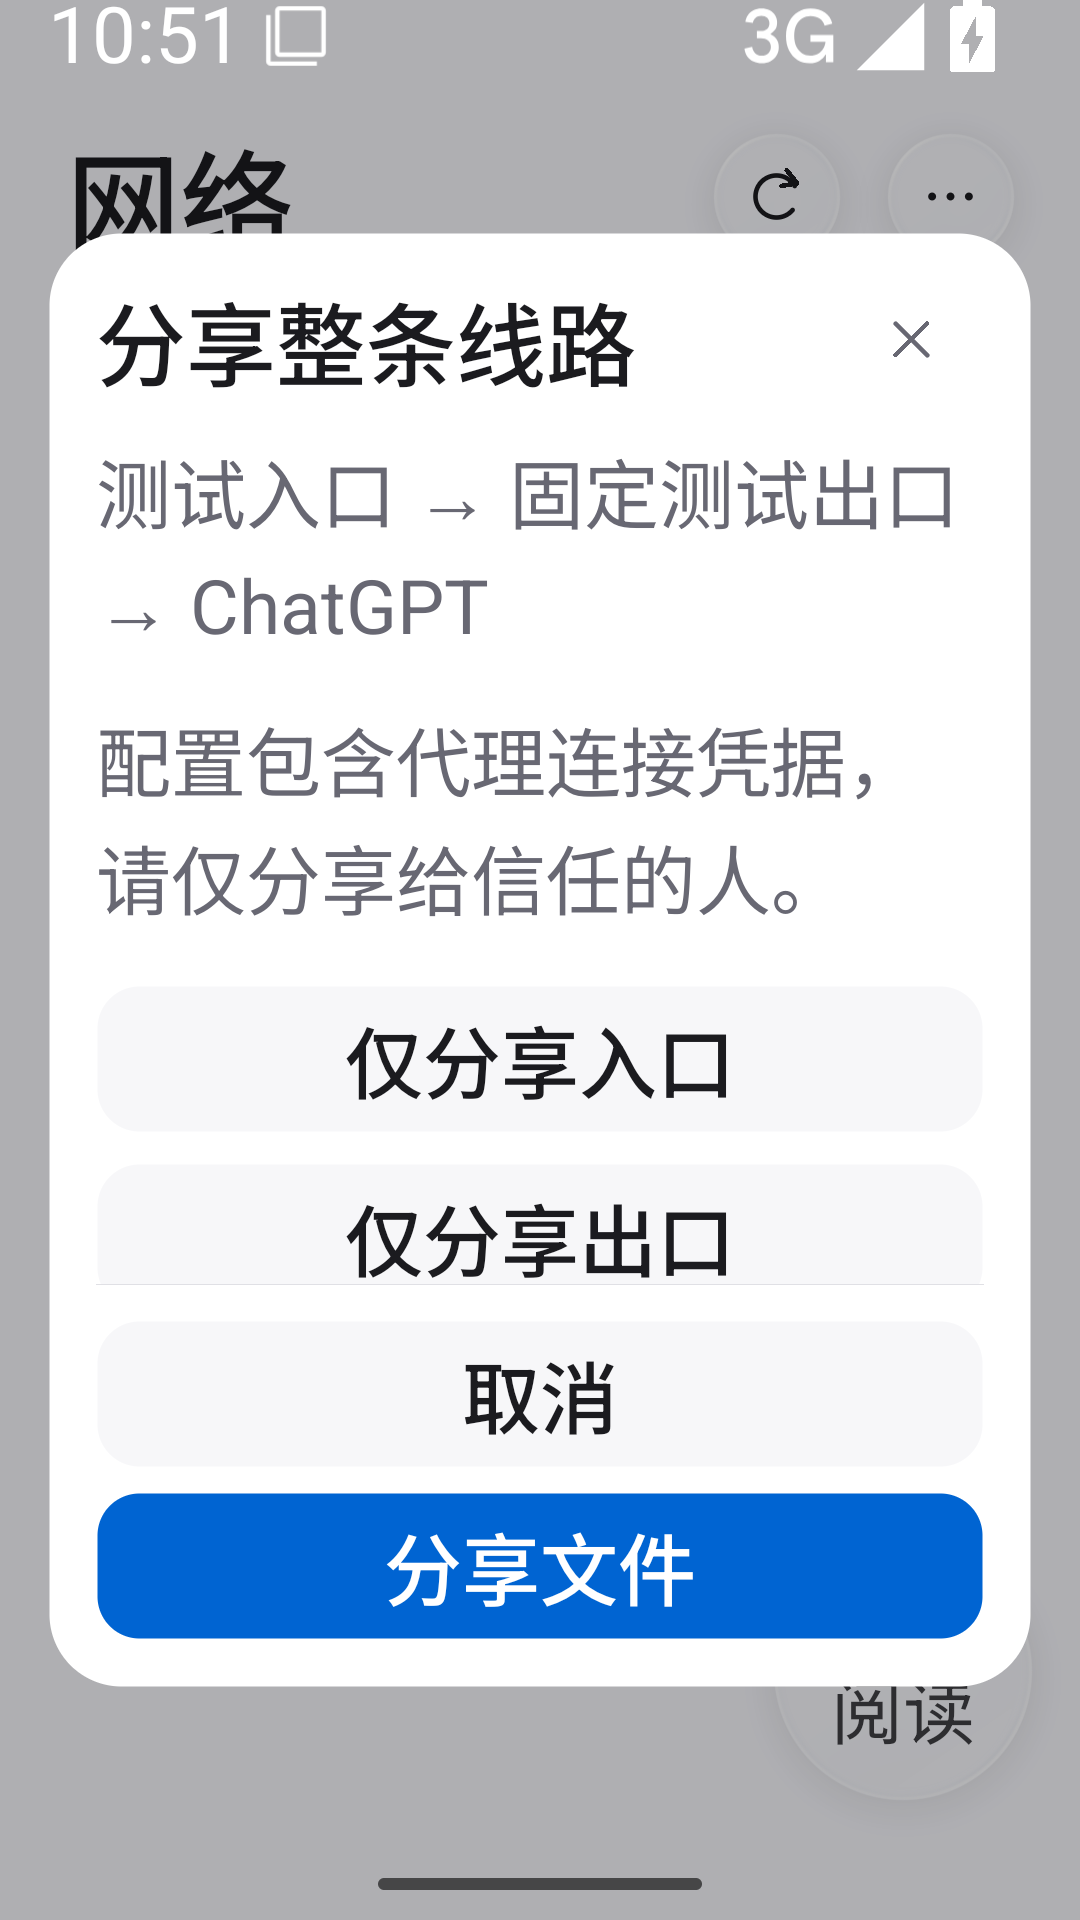 10:51 3G
网络
分享整条线路
测试入口 → 固定测试出口
→ ChatGPT
配置包含代理连接凭据，
请仅分享给信任的人。
仅分享入口
仅分享出口
取消
分享文件
阅读